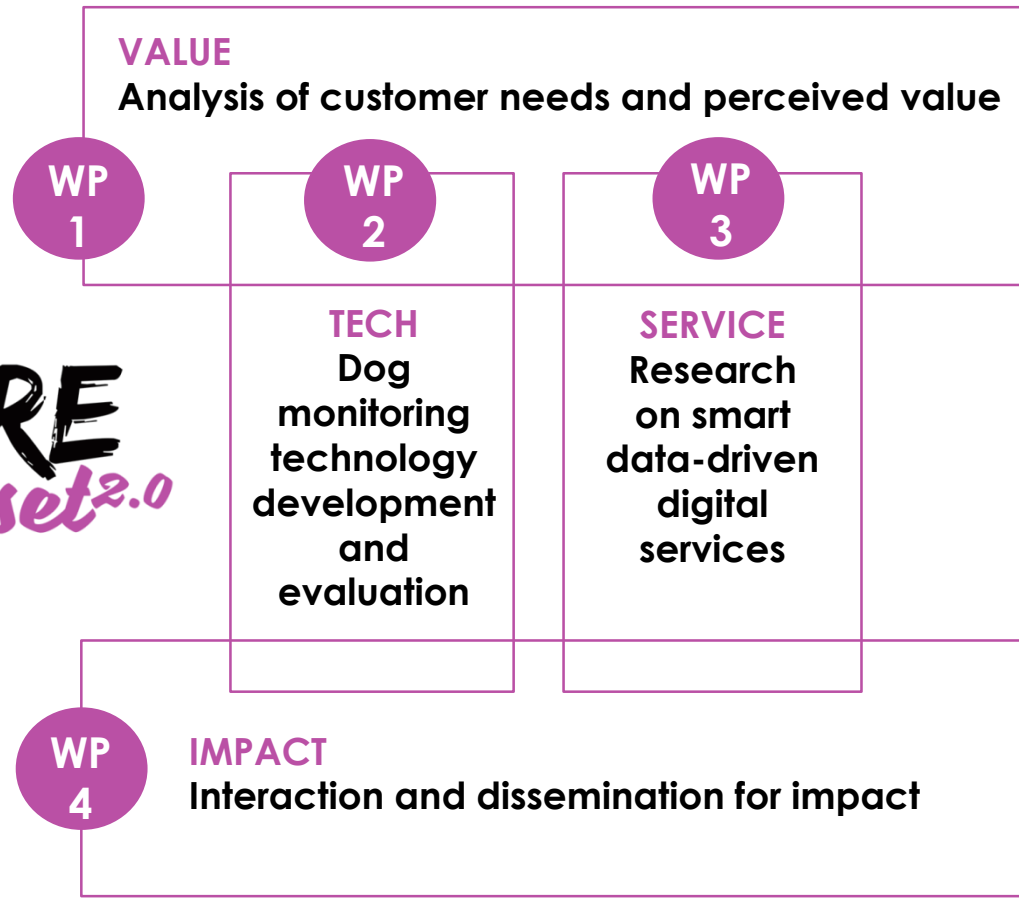 VALUE
Analysis of customer needs and perceived value
WP
1
WP
2
WP
3
TECH
Dog
monitoring
technology
development
and
evaluation
SERVICE
Research
on smart
data-driven
digital
services
RE
set2.0
WP
4
IMPACT
Interaction and dissemination for impact